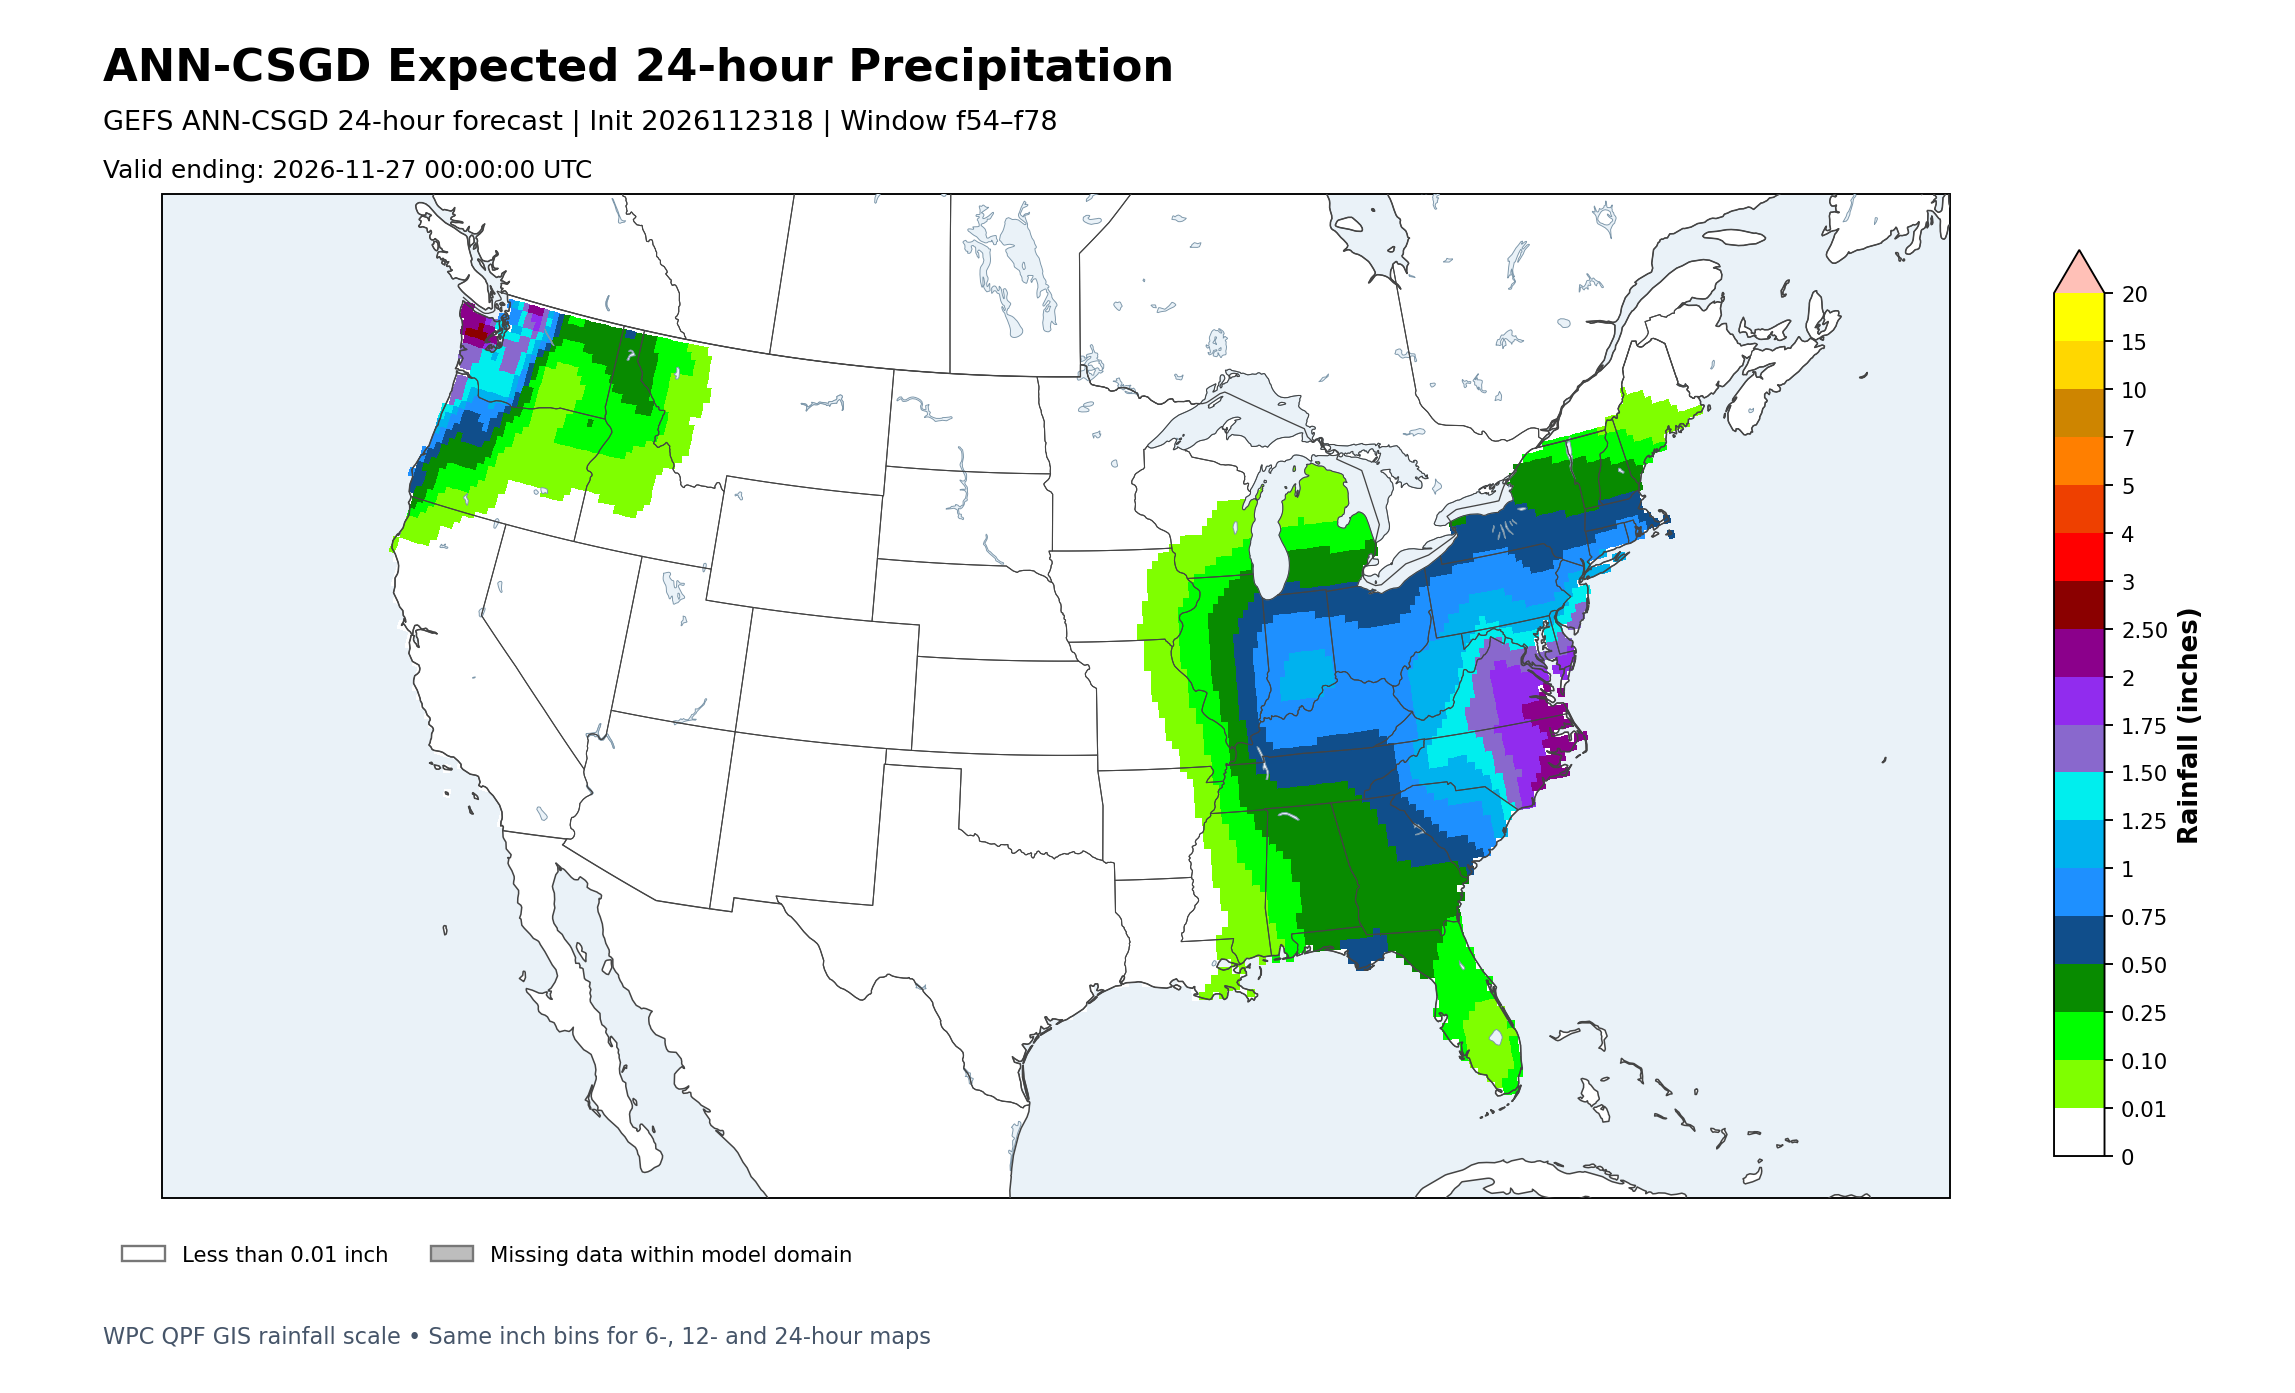 ANN-CSGD Expected 24-hour Precipitation
GEFS ANN-CSGD 24-hour forecast | Init 2026112318 | Window f54–f78
Valid ending: 2026-11-27 00:00:00 UTC
20
15
10
7
5
4
3
2.50
2
1.75
1.50
1.25
1
0.75
0.50
0.25
0.10
0.01
0
Rainfall (inches)
Less than 0.01 inch
Missing data within model domain
WPC QPF GIS rainfall scale • Same inch bins for 6-, 12- and 24-hour maps